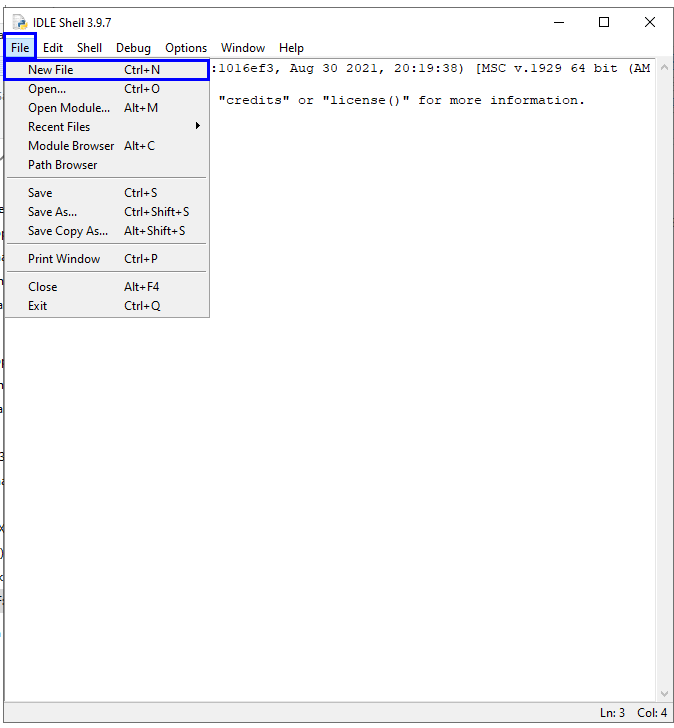 IDLE Shell 3.9.7
File Edit Shell Debug Options Window Help
:1016ef3, Aug 30 2021, 20:19:38) [MSC v.1929 64 bit (AM
"credits" or "license()" for more information.
New File Ctrl+N
Open... Ctrl+O
Open Module... Alt+M
Recent Files
Module Browser Alt+C
Path Browser
Save Ctrl+S
Save As... Ctrl+Shift+S
Save Copy As... Alt+Shift+S
Print Window Ctrl+P
Close Alt+F4
Exit Ctrl+Q
Ln: 3 Col: 4